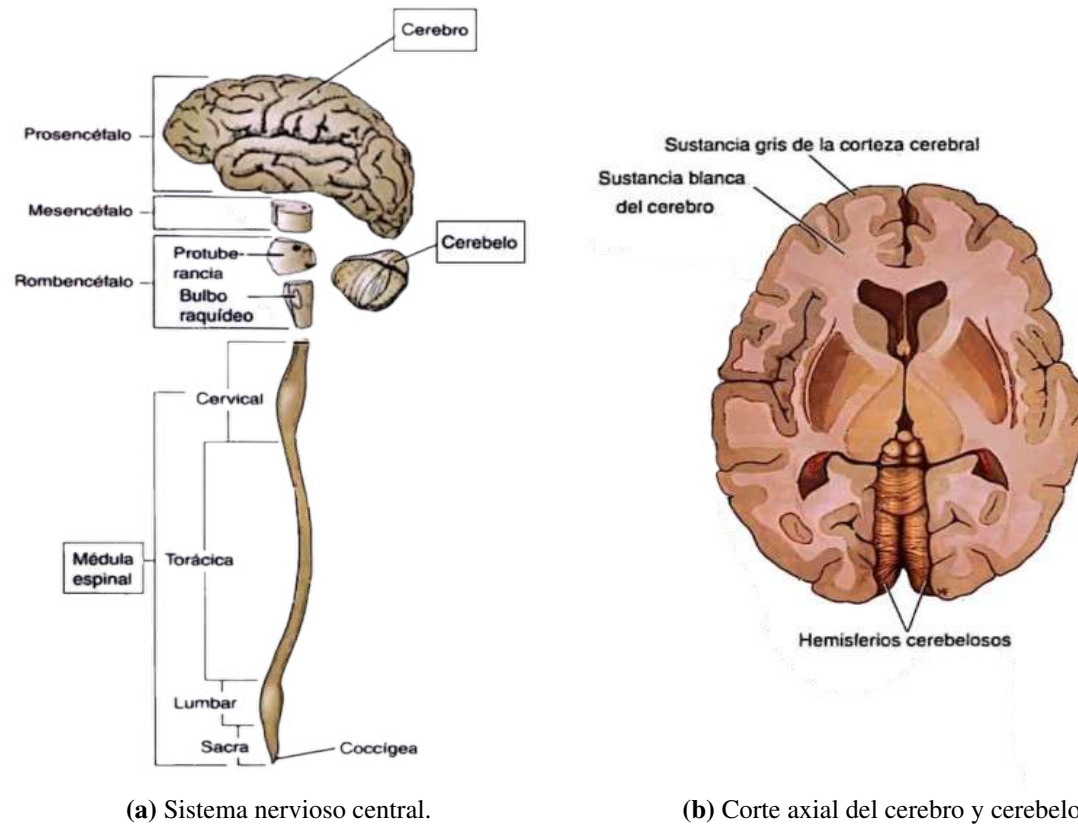 Cerebro
Prosencéfalo
Mesencéfalo
Rombencéfalo
Protube-
rancia
Bulbo
raquídeo
Cerebelo
Cervical
Médula
espinal
Torácica
Lumbar
Sacra
Coccígea
(a) Sistema nervioso central.
Sustancia gris de la corteza cerebral
Sustancia blanca
del cerebro
Hemisferios cerebelosos
(b) Corte axial del cerebro y cerebelo